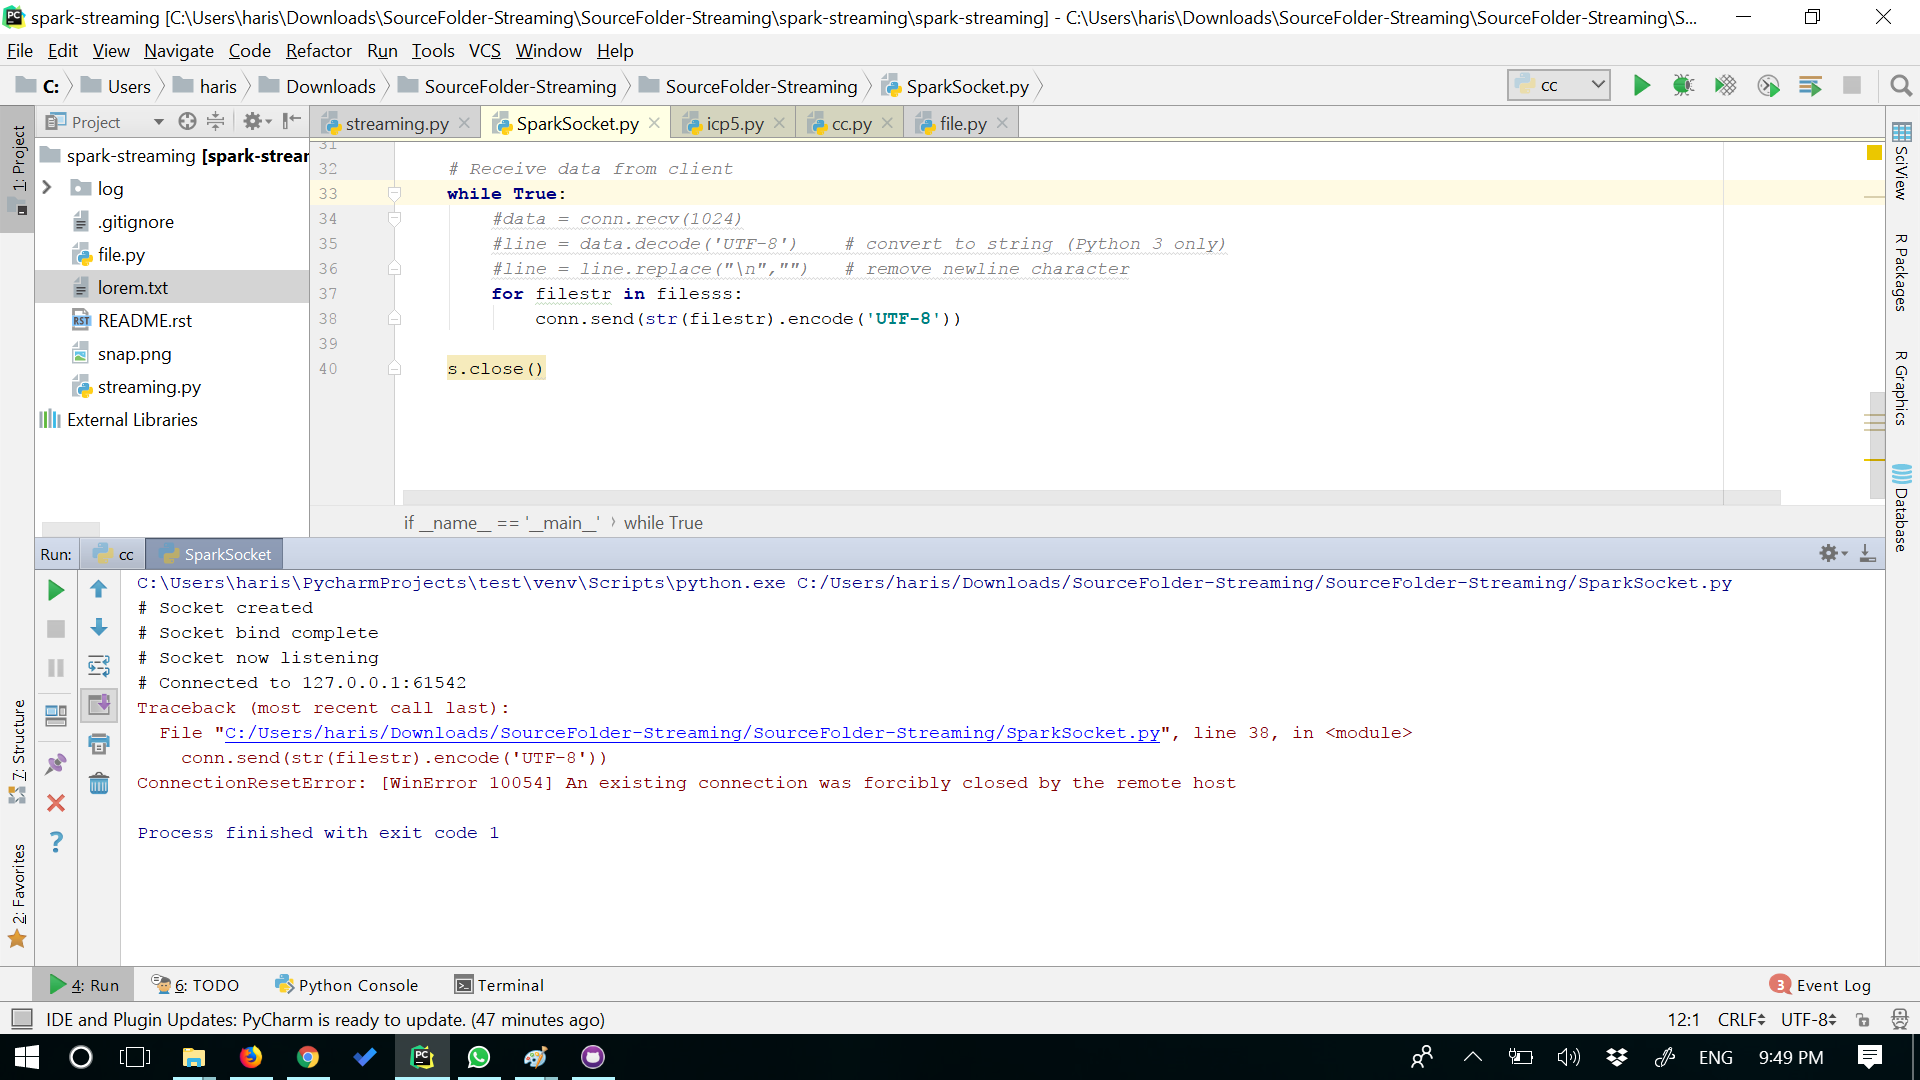 spark-streaming [C:\Users\haris\Downloads\SourceFolder-Streaming\SourceFolder-Streaming\spark-streaming\spark-streaming] - C:\Users\haris\Downloads\SourceFolder-Streaming\SourceFolder-Streaming\S...
File Edit View Navigate Code Refactor Run Tools VCS Window Help
C: Users haris Downloads SourceFolder-Streaming SourceFolder-Streaming SparkSocket.py cc
1: Project
Project
streaming.py SparkSocket.py icp5.py cc.py file.py
spark-streaming [spark-strear
log
.gitignore
file.py
lorem.txt
README.rst
snap.png
streaming.py
External Libraries
31
32 # Receive data from client
33 while True:
34 #data = conn.recv(1024)
35 #line = data.decode('UTF-8') # convert to string (Python 3 only)
36 #line = line.replace("\n","") # remove newline character
37 for filestr in filesss:
38 conn.send(str(filestr).encode('UTF-8'))
39
40 s.close()
if __name__ == '__main__' › while True
SciView
R Packages
R Graphics
Database
Run: cc SparkSocket
C:\Users\haris\PycharmProjects\test\venv\Scripts\python.exe C:/Users/haris/Downloads/SourceFolder-Streaming/SourceFolder-Streaming/SparkSocket.py
# Socket created
# Socket bind complete
# Socket now listening
# Connected to 127.0.0.1:61542
Traceback (most recent call last):
File "C:/Users/haris/Downloads/SourceFolder-Streaming/SourceFolder-Streaming/SparkSocket.py", line 38, in <module>
conn.send(str(filestr).encode('UTF-8'))
ConnectionResetError: [WinError 10054] An existing connection was forcibly closed by the remote host
Process finished with exit code 1
7: Structure
2: Favorites
4: Run 6: TODO Python Console Terminal 3 Event Log
IDE and Plugin Updates: PyCharm is ready to update. (47 minutes ago) 12:1 CRLF UTF-8
ENG 9:49 PM